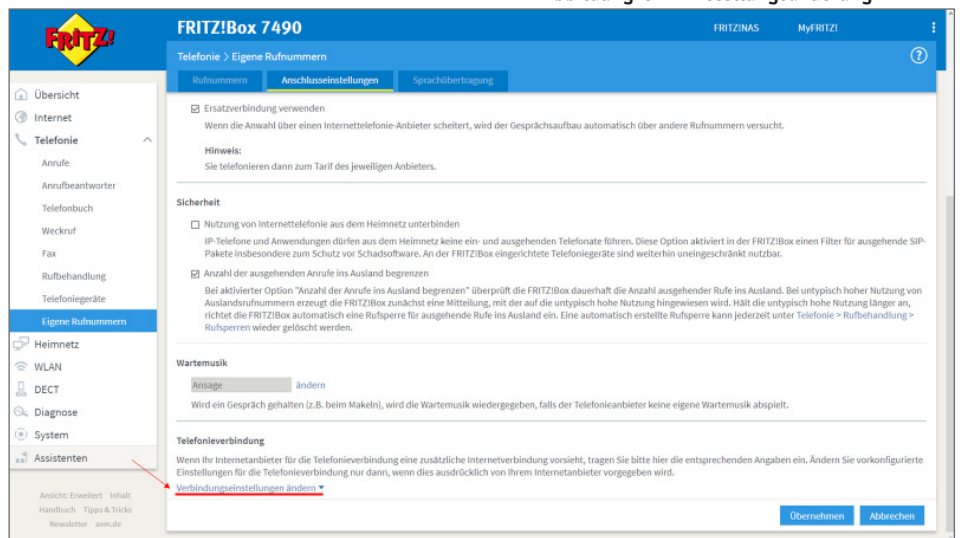 FRITZ!
FRITZ!Box 7490
FRITZ!NAS
MyFRITZ!
Telefonie > Eigene Rufnummern
Rufnummern
Anschlusseinstellungen
Sprachübertragung
Übersicht
Internet
Telefonie
Anrufe
Anrufbeantworter
Telefonbuch
Weckruf
Fax
Rufbehandlung
Telefoniegeräte
Eigene Rufnummern
Heimnetz
WLAN
DECT
Diagnose
System
Assistenten
Ansicht: Erweitert Inhalt
Handbuch Tipps & Tricks
Newsletter avm.de
Ersatzverbindung verwenden
Wenn die Anwahl über einen Internettelefonie-Anbieter scheitert, wird der Gesprächsaufbau automatisch über andere Rufnummern versucht.
Hinweis:
Sie telefonieren dann zum Tarif des jeweiligen Anbieters.
Sicherheit
Nutzung von Internettelefonie aus dem Heimnetz unterbinden
IP-Telefone und Anwendungen dürfen aus dem Heimnetz keine ein- und ausgehenden Telefonate führen. Diese Option aktiviert in der FRITZ!Box einen Filter für ausgehende SIP-
Pakete insbesondere zum Schutz vor Schadsoftware. An der FRITZ!Box eingerichtete Telefoniegeräte sind weiterhin uneingeschränkt nutzbar.
Anzahl der ausgehenden Anrufe ins Ausland begrenzen
Bei aktivierter Option "Anzahl der Anrufe ins Ausland begrenzen" überprüft die FRITZ!Box dauerhaft die Anzahl ausgehender Rufe ins Ausland. Bei untypisch hoher Nutzung von
Auslandsrufnummern erzeugt die FRITZ!Box zunächst eine Mitteilung, mit der auf die untypisch hohe Nutzung hingewiesen wird. Hält die untypisch hohe Nutzung länger an,
richtet die FRITZ!Box automatisch eine Rufsperre für ausgehende Rufe ins Ausland ein. Eine automatisch erstellte Rufsperre kann jederzeit unter Telefonie > Rufbehandlung >
Rufsperren wieder gelöscht werden.
Wartemusik
Ansage
ändern
Wird ein Gespräch gehalten (z.B. beim Makeln), wird die Wartemusik wiedergegeben, falls der Telefonieanbieter keine eigene Wartemusik abspielt.
Telefonieverbindung
Wenn Ihr Internetanbieter für die Telefonieverbindung eine zusätzliche Internetverbindung vorsieht, tragen Sie bitte hier die entsprechenden Angaben ein. Ändern Sie vorkonfigurierte
Einstellungen für die Telefonieverbindung nur dann, wenn dies ausdrücklich von Ihrem Internetanbieter vorgegeben wird.
Verbindungseinstellungen ändern
Übernehmen
Abbrechen